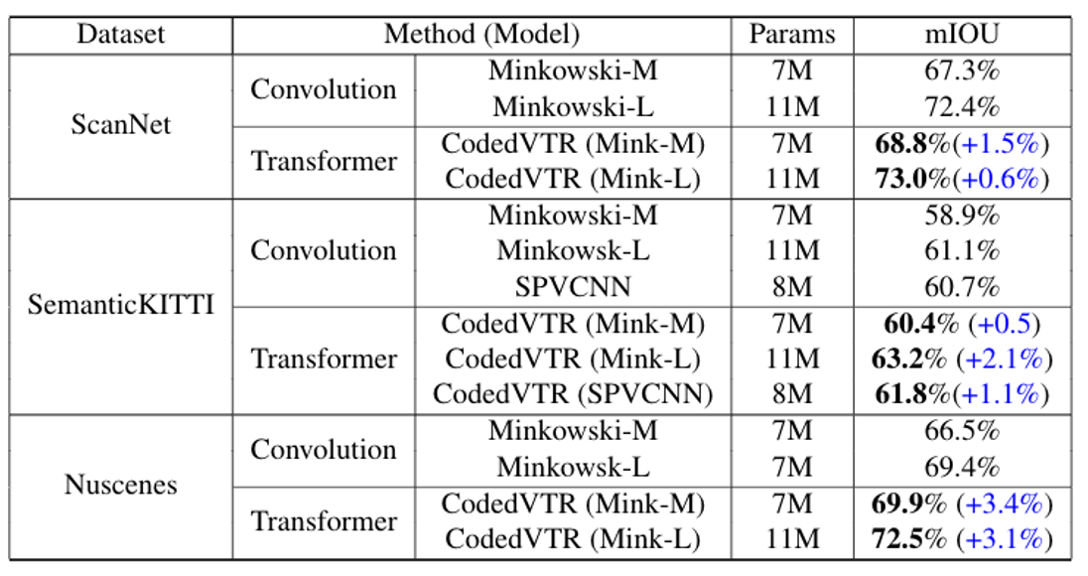 Dataset Method (Model) Params mIOU
ScanNet Convolution Minkowski-M 7M 67.3%
Minkowski-L 11M 72.4%
Transformer CodedVTR (Mink-M) 7M 68.8%(+1.5%)
CodedVTR (Mink-L) 11M 73.0%(+0.6%)
SemanticKITTI Convolution Minkowski-M 7M 58.9%
Minkowsk-L 11M 61.1%
SPVCNN 8M 60.7%
Transformer CodedVTR (Mink-M) 7M 60.4% (+0.5)
CodedVTR (Mink-L) 11M 63.2% (+2.1%)
CodedVTR (SPVCNN) 8M 61.8%(+1.1%)
Nuscenes Convolution Minkowski-M 7M 66.5%
Minkowsk-L 7M 69.4%
Transformer CodedVTR (Mink-M) 7M 69.9% (+3.4%)
CodedVTR (Mink-L) 11M 72.5% (+3.1%)